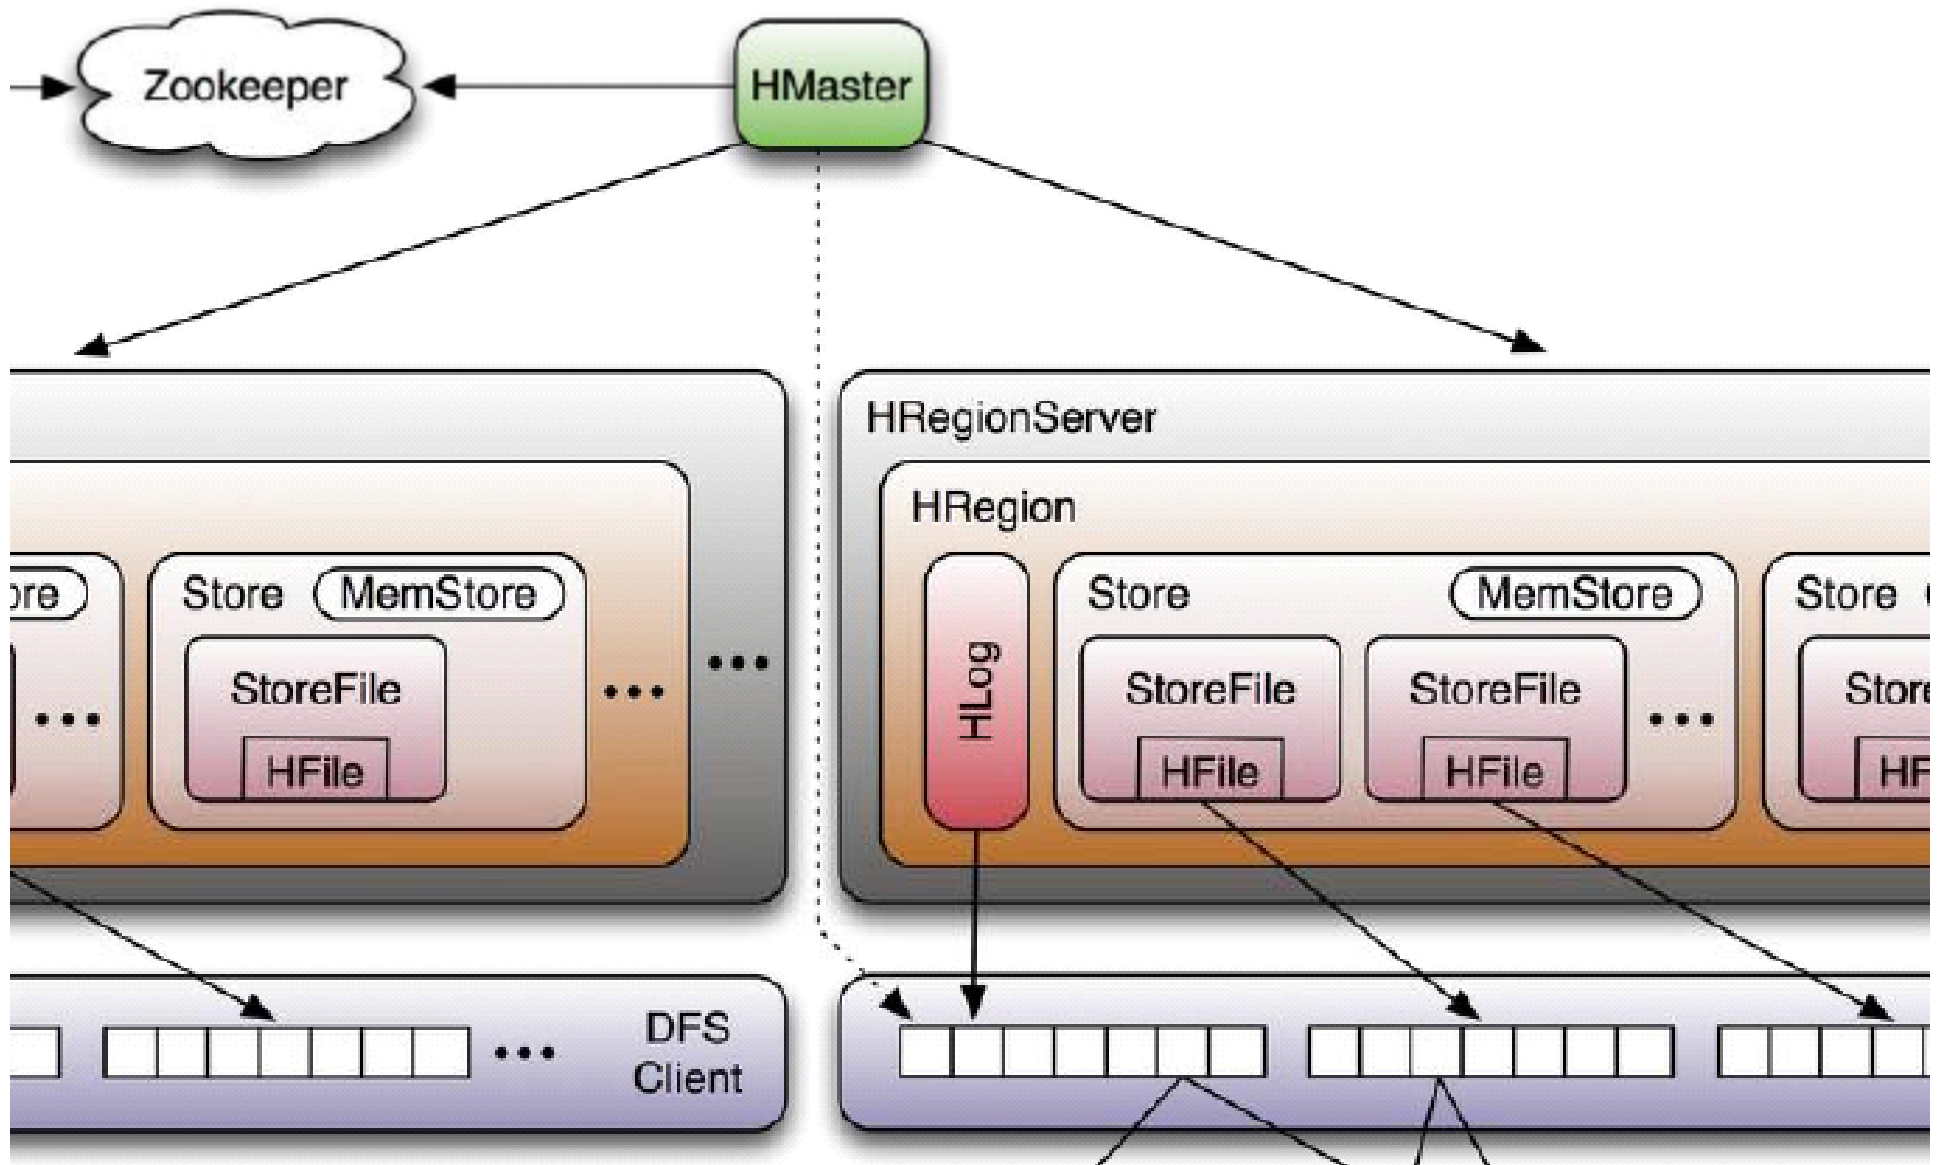 Zookeeper
HMaster
HRegionServer
HRegion
Store
MemStore
StoreFile
HFile
HLog
Store
MemStore
StoreFile
HFile
StoreFile
HFile
Store
DFS
Client